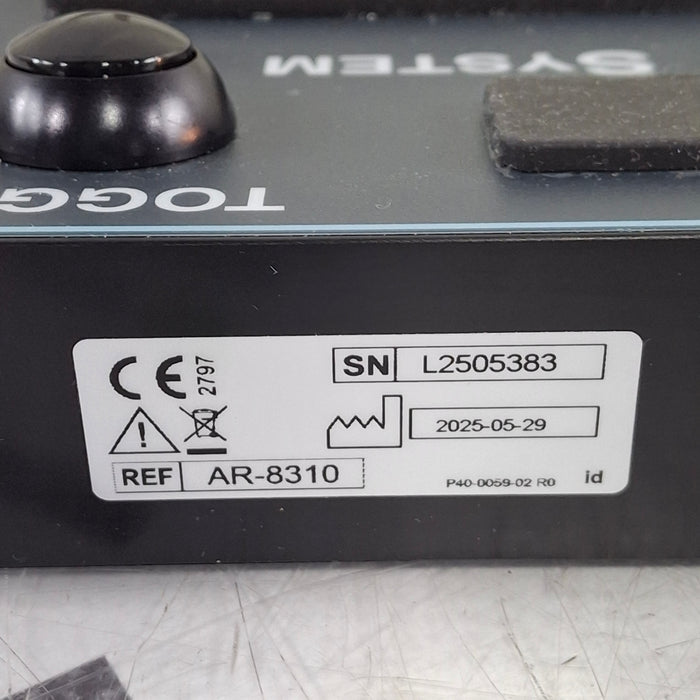 SYSTEM
TOGG
CE 2797
SN L2505383
2025-05-29
REF AR-8310
P40-0059-02 R0 id